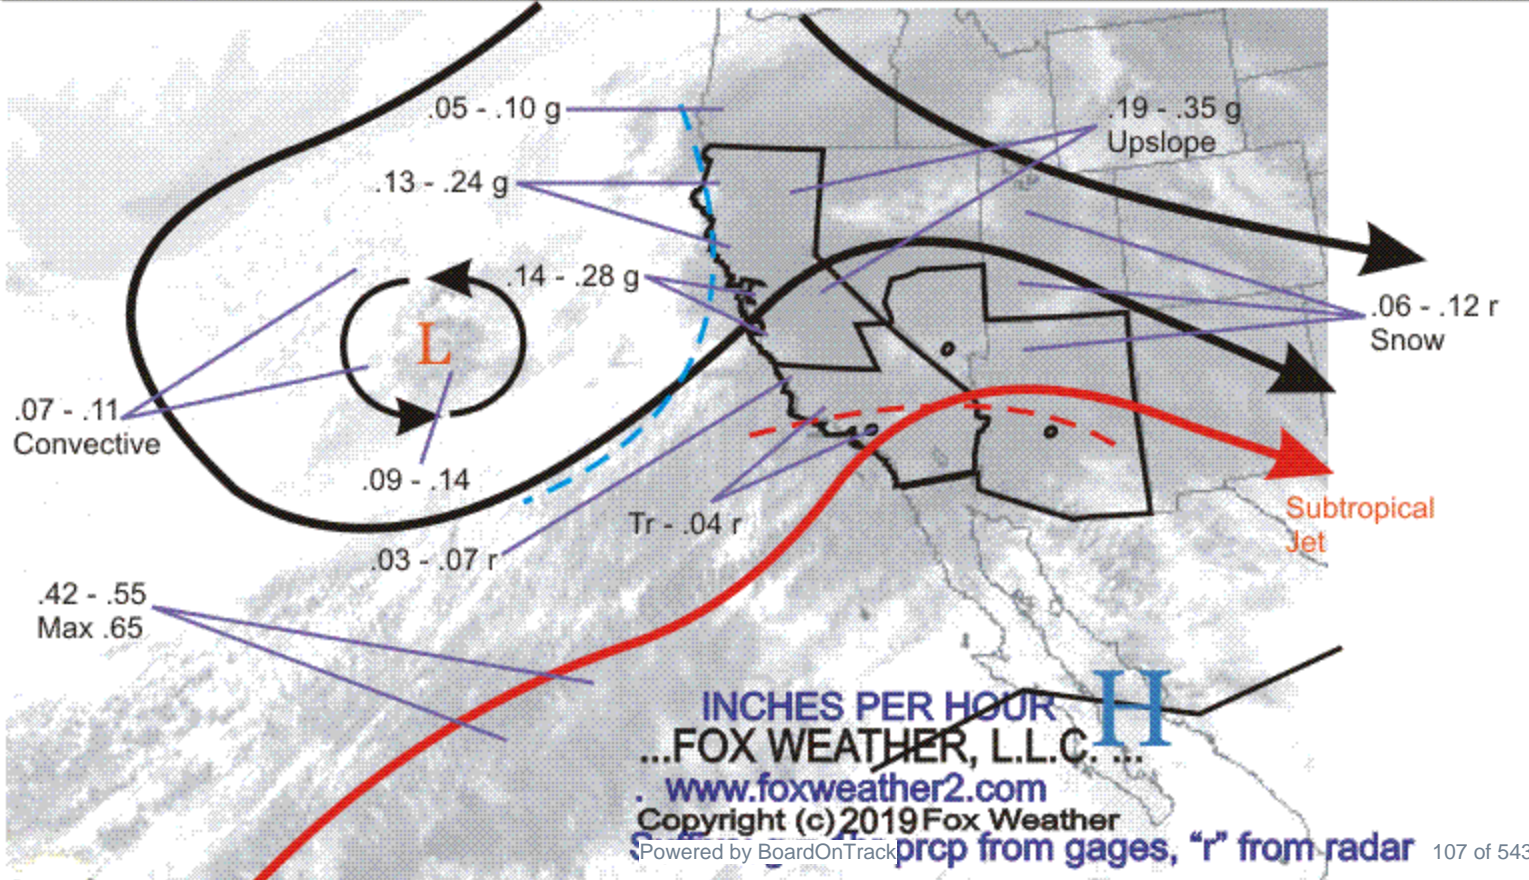 .05 - .10 g
.19 - .35 g
Upslope
.13 - .24 g
.14 - .28 g
L
.06 - .12 r
Snow
.07 - .11
Convective
.09 - .14
Subtropical
Jet
Tr - .04 r
.03 - .07 r
.42 - .55
Max .65
H
INCHES PER HOUR
...FOX WEATHER, L.L.C. ...
. www.foxweather2.com
Copyright (c) 2019 Fox Weather
prcp from gages, “r” from radar
Powered by BoardOnTrack
107 of 543